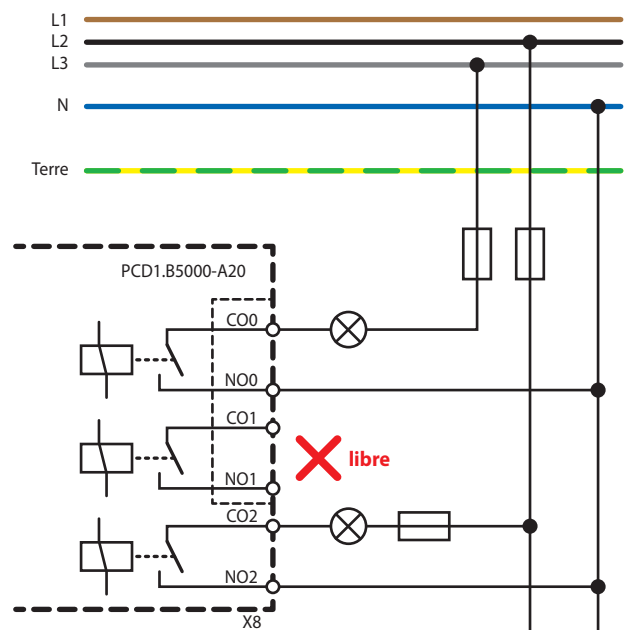 L1
L2
L3
N
Terre
PCD1.B5000-A20
CO0
NO0
CO1
libre
NO1
CO2
NO2
X8